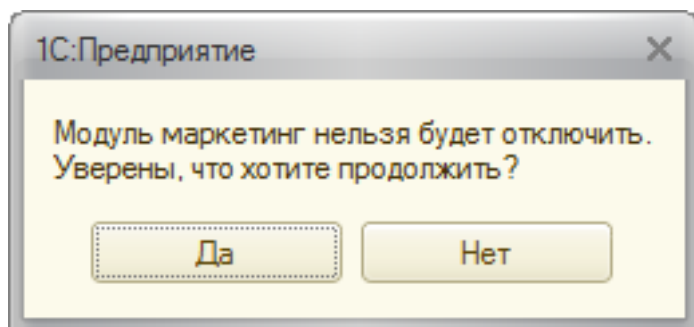 1С:Предприятие
Модуль маркетинг нельзя будет отключить.
Уверены, что хотите продолжить?
Да
Нет